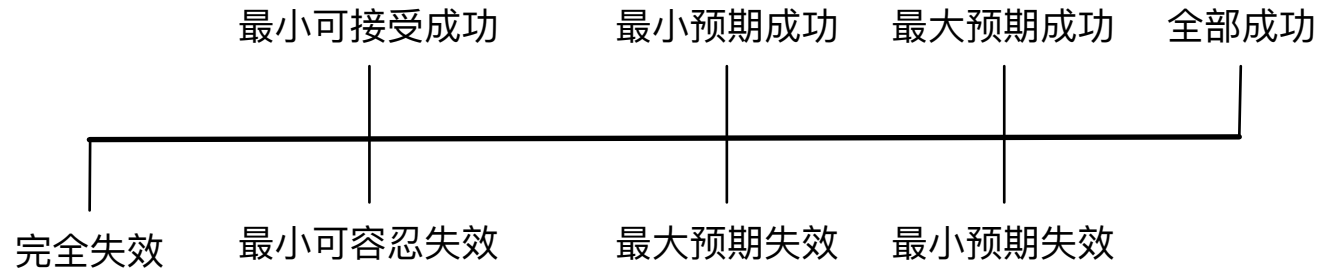 最小可接受成功
最小预期成功
最大预期成功
全部成功
完全失效
最小可容忍失效
最大预期失效
最小预期失效